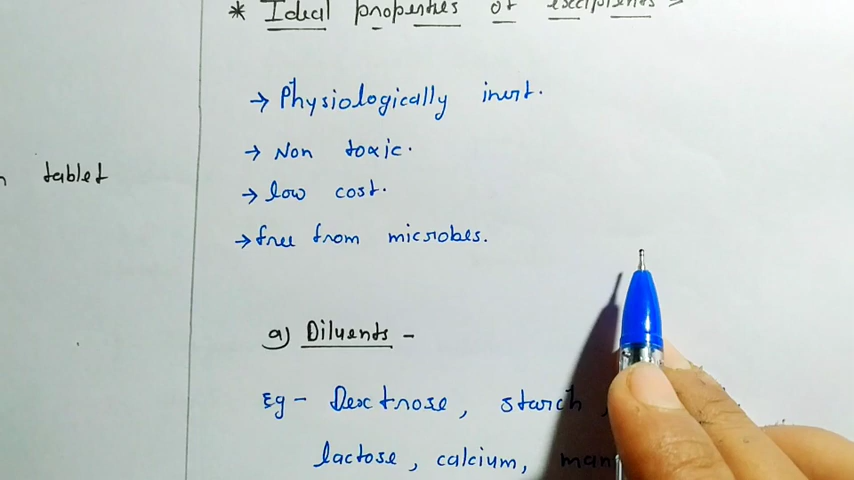 * Ideal properties of excipients =>
→ Physiologically inert.
→ Non toxic.
tablet
→ low cost.
→ free from microbes.
a) Diluents -
Eg - Dextrose, starch,
lactose, calcium,